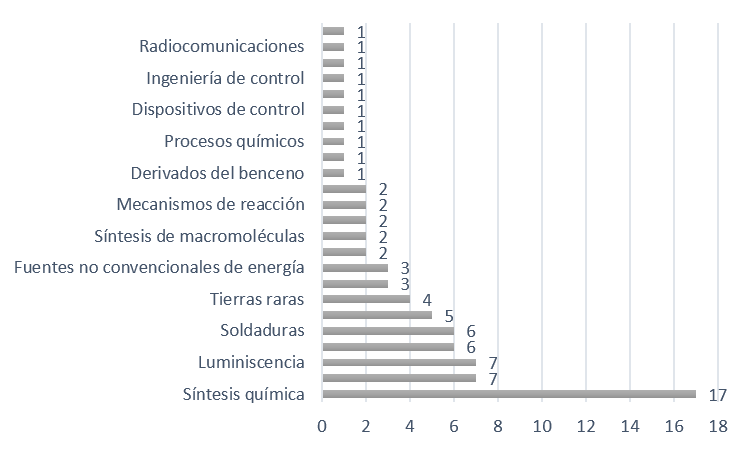 1
Radiocomunicaciones 1
1
Ingeniería de control 1
1
Dispositivos de control 1
1
Procesos químicos 1
1
Derivados del benceno 1
2
Mecanismos de reacción 2
2
Síntesis de macromoléculas 2
2
Fuentes no convencionales de energía 3
3
Tierras raras 4
5
Soldaduras 6
6
Luminiscencia 7
7
Síntesis química 17
0 2 4 6 8 10 12 14 16 18